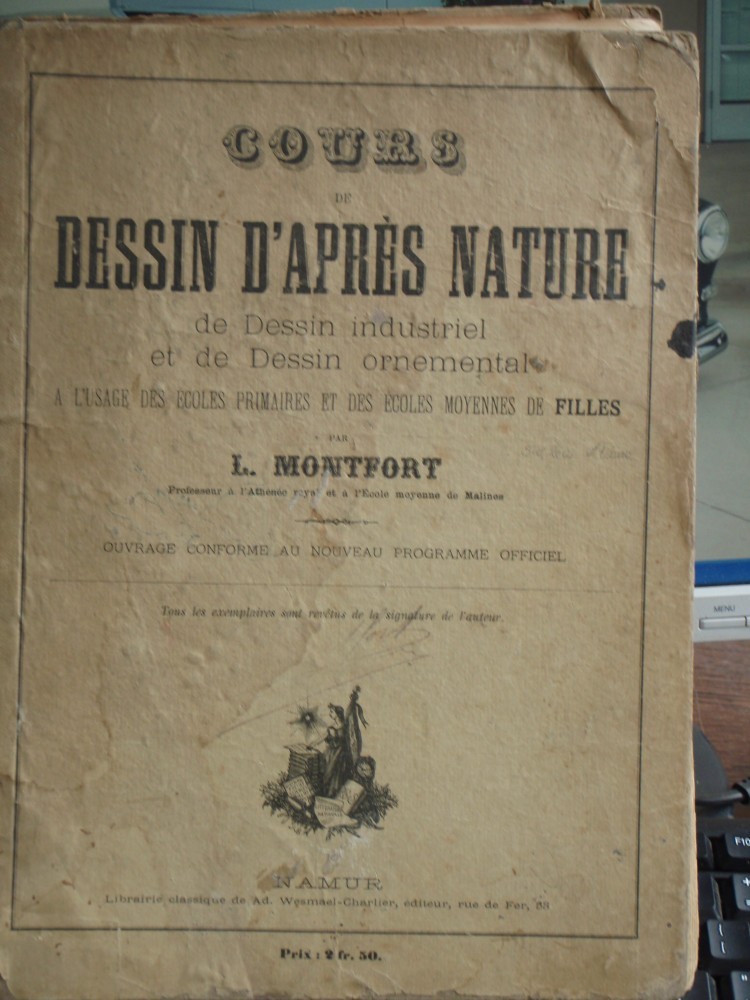 COURS
DE
DESSIN D'APRÈS NATURE
de Dessin industriel
et de Dessin ornemental
A L'USAGE DES ÉCOLES PRIMAIRES ET DES ÉCOLES MOYENNES DE FILLES
PAR
L. MONTFORT
Professeur à l'Athénée royal et à l'École moyenne de Malines
OUVRAGE CONFORME AU NOUVEAU PROGRAMME OFFICIEL
Tous les exemplaires sont revêtus de la signature de l'auteur.
NAMUR
Librairie classique de Ad. Wesmael-Charlier, éditeur, rue de Fer, 53
Prix : 2 fr. 50.
MENU
F10